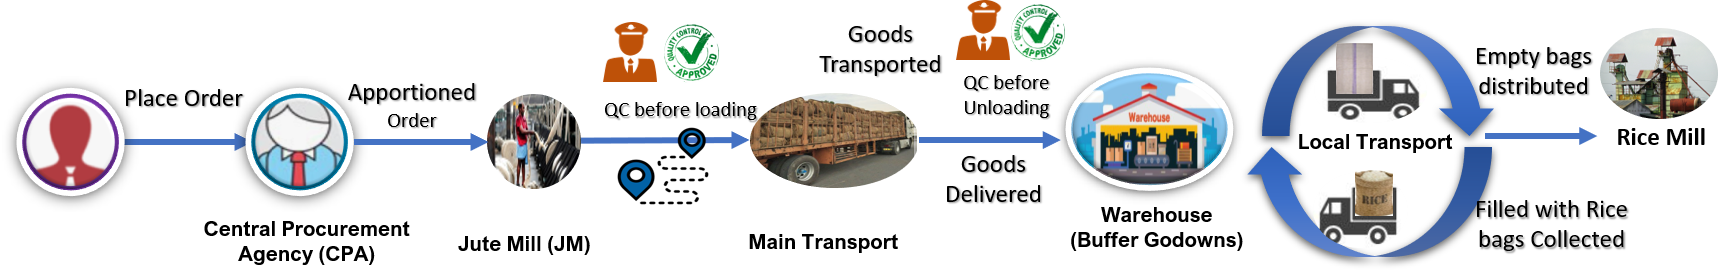 Place Order
Central Procurement
Agency (CPA)
Apportioned
Order
Jute Mill (JM)
QUALITY CONTROL
APPROVED
QC before loading
Main Transport
Goods
Transported
QUALITY CONTROL
APPROVED
QC before
Unloading
Goods
Delivered
Warehouse
Warehouse
(Buffer Godowns)
Local Transport
RICE
Empty bags
distributed
Filled with Rice
bags Collected
Rice Mill